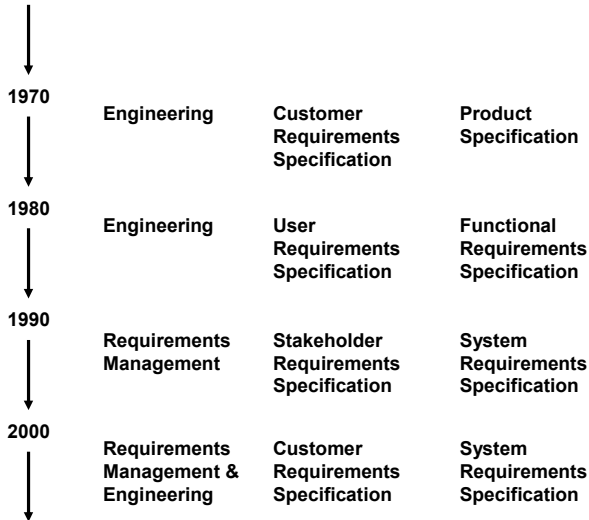 1970
Engineering
Customer
Requirements
Specification
Product
Specification
1980
Engineering
User
Requirements
Specification
Functional
Requirements
Specification
1990
Requirements
Management
Stakeholder
Requirements
Specification
System
Requirements
Specification
2000
Requirements
Management &
Engineering
Customer
Requirements
Specification
System
Requirements
Specification